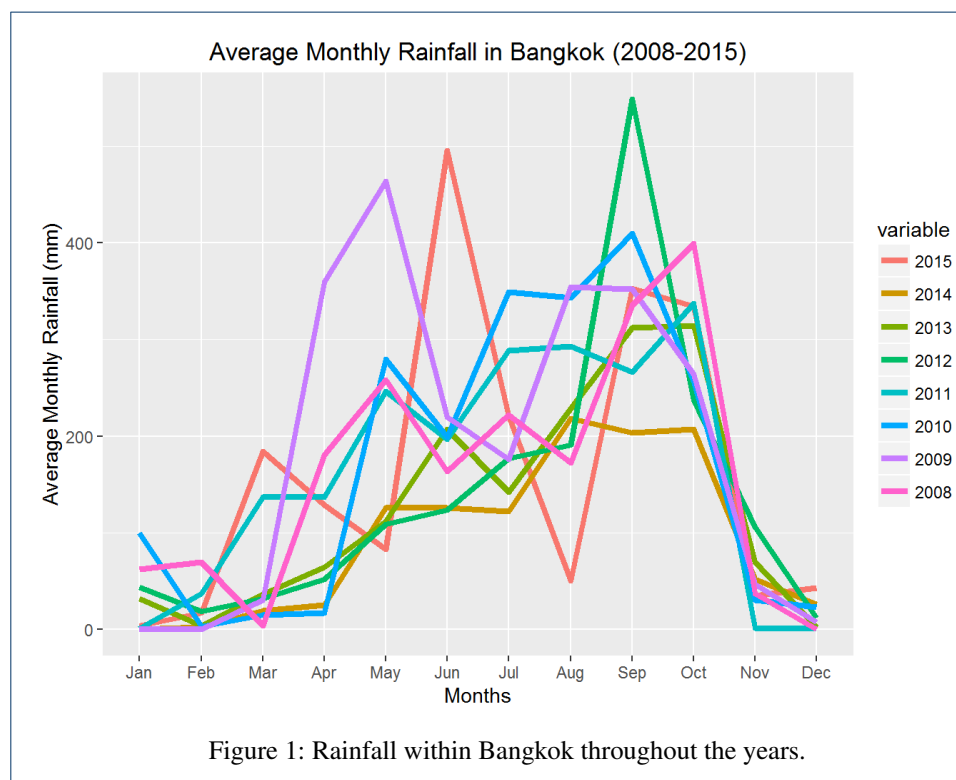 Average Monthly Rainfall in Bangkok (2008-2015)
Average Monthly Rainfall (mm)
400
200
0
Jan Feb Mar Apr May Jun Jul Aug Sep Oct Nov Dec
Months
variable
2015
2014
2013
2012
2011
2010
2009
2008
Figure 1: Rainfall within Bangkok throughout the years.